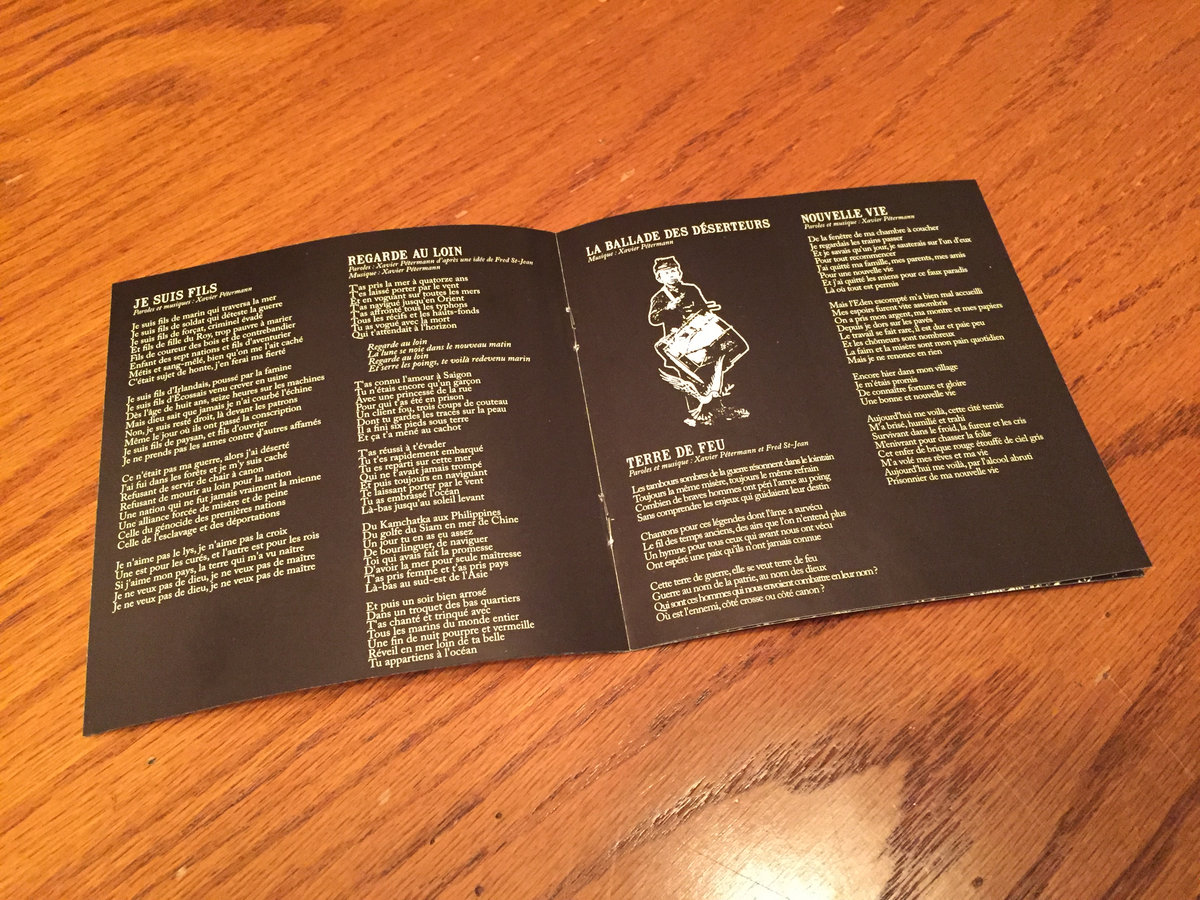 JE SUIS FILS
Paroles et musiques : Xavier Pétermann
Je suis fils de marin qui traversa la mer
Je suis fils de soldat qui déteste la guerre
Je suis fils de forçat, criminel évadé
Et fils de fille du Roy, trop pauvre à marier
Fils de coureur des bois et de contrebandier
Enfant des sept nations et fils d'aventurier
Métis et sang-mêlé, bien qu'on me l'ait caché
C'était sujet de honte, j'en ferai ma fierté
Je suis fils d'Irlandais, poussé par la famine
Je suis fils d'Écossais venu crever en usine
Dès l'âge de huit ans, seize heures sur les machines
Mais dieu sait que jamais je n'ai courbé l'échine
Non, je suis resté droit, là devant les patrons
Même le jour où ils ont passé la conscription
Je suis fils de paysan, et fils d'ouvrier
Je ne prends pas les armes contre d'autres affamés
Ce n'était pas ma guerre, alors j'ai déserté
J'ai fui dans les forêts et je m'y suis caché
Refusant de servir de chair à canon
Refusant de mourir au loin pour la nation
Une nation qui ne fut jamais vraiment la mienne
Une alliance forcée de misère et de peine
Celle du génocide des premières nations
Celle de l'esclavage et des déportations
Je n'aime pas le lys, je n'aime pas la croix
Une est pour les curés, et l'autre est pour les rois
Si j'aime mon pays, la terre qui m'a vu naître
Je ne veux pas de dieu, je ne veux pas de maître
Je ne veux pas de dieu, je ne veux pas de maître
REGARDE AU LOIN
Paroles : Xavier Pétermann d'après une idée de Fred St-Jean
Musique : Xavier Pétermann
T'as pris la mer à quatorze ans
T'es laissé porter par le vent
Et en voguant sur toutes les mers
T'as navigué jusqu'en Orient
T'as affronté tous les typhons
Tous les récifs et les hauts-fonds
Tu as vogué avec la mort
Qui t'attendait à l'horizon
Regarde au loin
La lune se noie dans le nouveau matin
Regarde au loin
Et serre les poings, te voilà redevenu marin
T'as connu l'amour à Saigon
Tu n'étais encore qu'un garçon
Avec une princesse de la rue
Pour qui t'as été en prison
Un client fou, trois coups de couteau
Dont tu gardes les traces sur la peau
Il a fini six pieds sous terre
Et ça t'a mené au cachot
T'as réussi à t'évader
Tu t'es rapidement embarqué
Tu es reparti sur cette mer
Qui ne t'avait jamais trompé
Et puis toujours en naviguant
Te laissant porter par le vent
Tu as embrassé l'océan
Là-bas jusqu'au soleil levant
Du Kamchatka aux Philippines
Du golfe du Siam en mer de Chine
Un jour tu en as eu assez
De bourlinguer, de naviguer
Toi qui avais fait la promesse
D'avoir la mer pour seule maîtresse
T'as pris femme et t'as pris pays
Là-bas au sud-est de l'Asie
Et puis un soir bien arrosé
Dans un troquet des bas quartiers
T'as chanté et trinqué avec
Tous les marins du monde entier
Une fin de nuit pourpre et vermeille
Réveil en mer loin de ta belle
Tu appartiens à l'océan
LA BALLADE DES DÉSERTEURS
Musique : Xavier Pétermann
TERRE DE FEU
Paroles et musique : Xavier Pétermann et Fred St-Jean
Les tambours sombres de la guerre résonnent dans le lointain
Toujours la même misère, toujours le même refrain
Combien de braves hommes ont péri l'arme au poing
Sans comprendre les enjeux qui guidaient leur destin
Chantons pour ces légendes dont l'âme a survécu
Le fil des temps anciens, des airs que l'on n'entend plus
Un hymne pour tous ceux qui avant nous ont vécu
Ont espéré une paix qu'ils n'ont jamais connue
Cette terre de guerre, elle se veut terre de feu
Guerre au nom de la patrie, au nom des dieux
Qui sont ces hommes qui nous envoient combattre en leur nom ?
Où est l'ennemi, côté crosse ou côté canon ?
NOUVELLE VIE
Paroles et musique : Xavier Pétermann
De la fenêtre de ma chambre à coucher
Je regardais les trains passer
Et je savais qu'un jour, je sauterais sur l'un d'eux
Pour tout recommencer
J'ai quitté ma famille, mes parents, mes amis
Pour une nouvelle vie
Et j'ai quitté les miens pour ce faux paradis
Là où tout est permis
Mais l'Eden escompté m'a bien mal accueilli
Mes espoirs furent vite assombris
On a pris mon argent, ma montre et mes papiers
Depuis je dors sur les pavés
Le travail se fait rare, il est dur et paie peu
Et les chômeurs sont nombreux
La faim et la misère sont mon pain quotidien
Mais je ne renonce en rien
Encore hier dans mon village
Je m'étais promis
De connaître fortune et gloire
Une bonne et nouvelle vie
Aujourd'hui me voilà, cette cité ternie
M'a brisé, humilié et trahi
Survivant dans le froid, la fureur et les cris
M'enivrant pour chasser la folie
Cet enfer de brique rouge étouffé de ciel gris
M'a volé mes rêves et ma vie
Aujourd'hui me voilà, par l'alcool abruti
Prisonnier de ma nouvelle vie